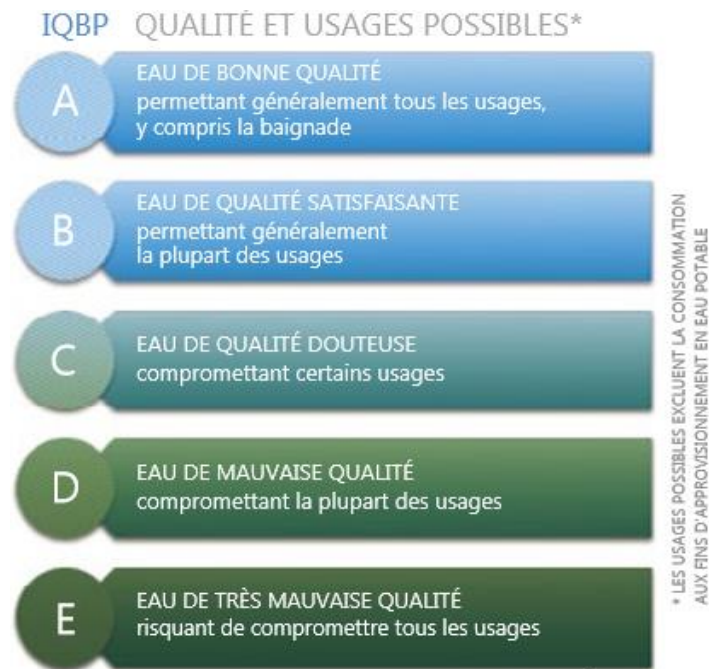 IQBP QUALITÉ ET USAGES POSSIBLES*
A
EAU DE BONNE QUALITÉ
permettant généralement tous les usages,
y compris la baignade
B
EAU DE QUALITÉ SATISFAISANTE
permettant généralement
la plupart des usages
C
EAU DE QUALITÉ DOUTEUSE
compromettant certains usages
D
EAU DE MAUVAISE QUALITÉ
compromettant la plupart des usages
E
EAU DE TRÈS MAUVAISE QUALITÉ
risquant de compromettre tous les usages
* LES USAGES POSSIBLES EXCLUENT LA CONSOMMATION
AUX FINS D'APPROVISIONNEMENT EN EAU POTABLE